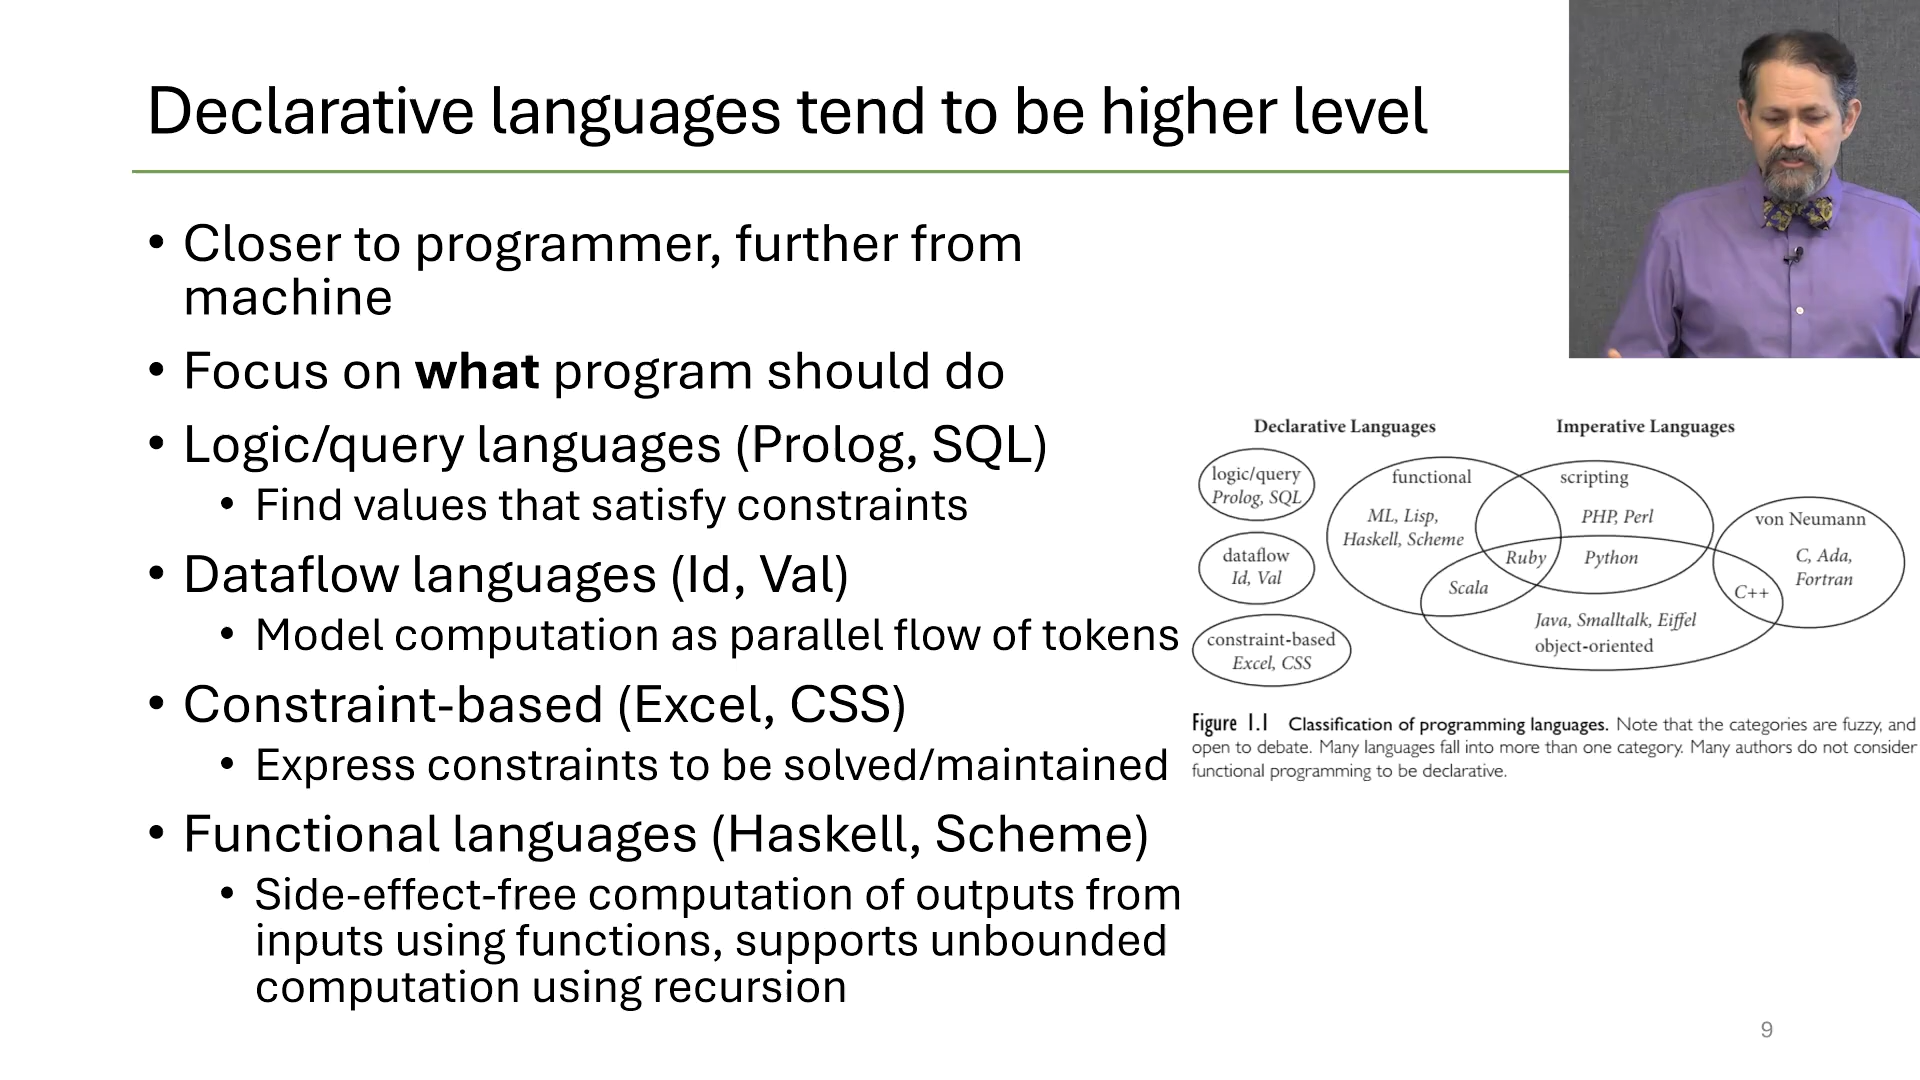 Declarative languages tend to be higher level
• Closer to programmer, further from
machine
• Focus on what program should do
• Logic/query languages (Prolog, SQL)
• Find values that satisfy constraints
• Dataflow languages (Id, Val)
• Model computation as parallel flow of tokens
• Constraint-based (Excel, CSS)
• Express constraints to be solved/maintained
• Functional languages (Haskell, Scheme)
• Side-effect-free computation of outputs from
inputs using functions, supports unbounded
computation using recursion
Declarative Languages
Imperative Languages
logic/query
Prolog, SQL
dataflow
Id, Val
constraint-based
Excel, CSS
functional
ML, Lisp,
Haskell, Scheme
scripting
PHP, Perl
Ruby
Python
Scala
von Neumann
C, Ada,
Fortran
C++
Java, Smalltalk, Eiffel
object-oriented
Figure 1.1 Classification of programming languages. Note that the categories are fuzzy, and
open to debate. Many languages fall into more than one category. Many authors do not consider
functional programming to be declarative.
9